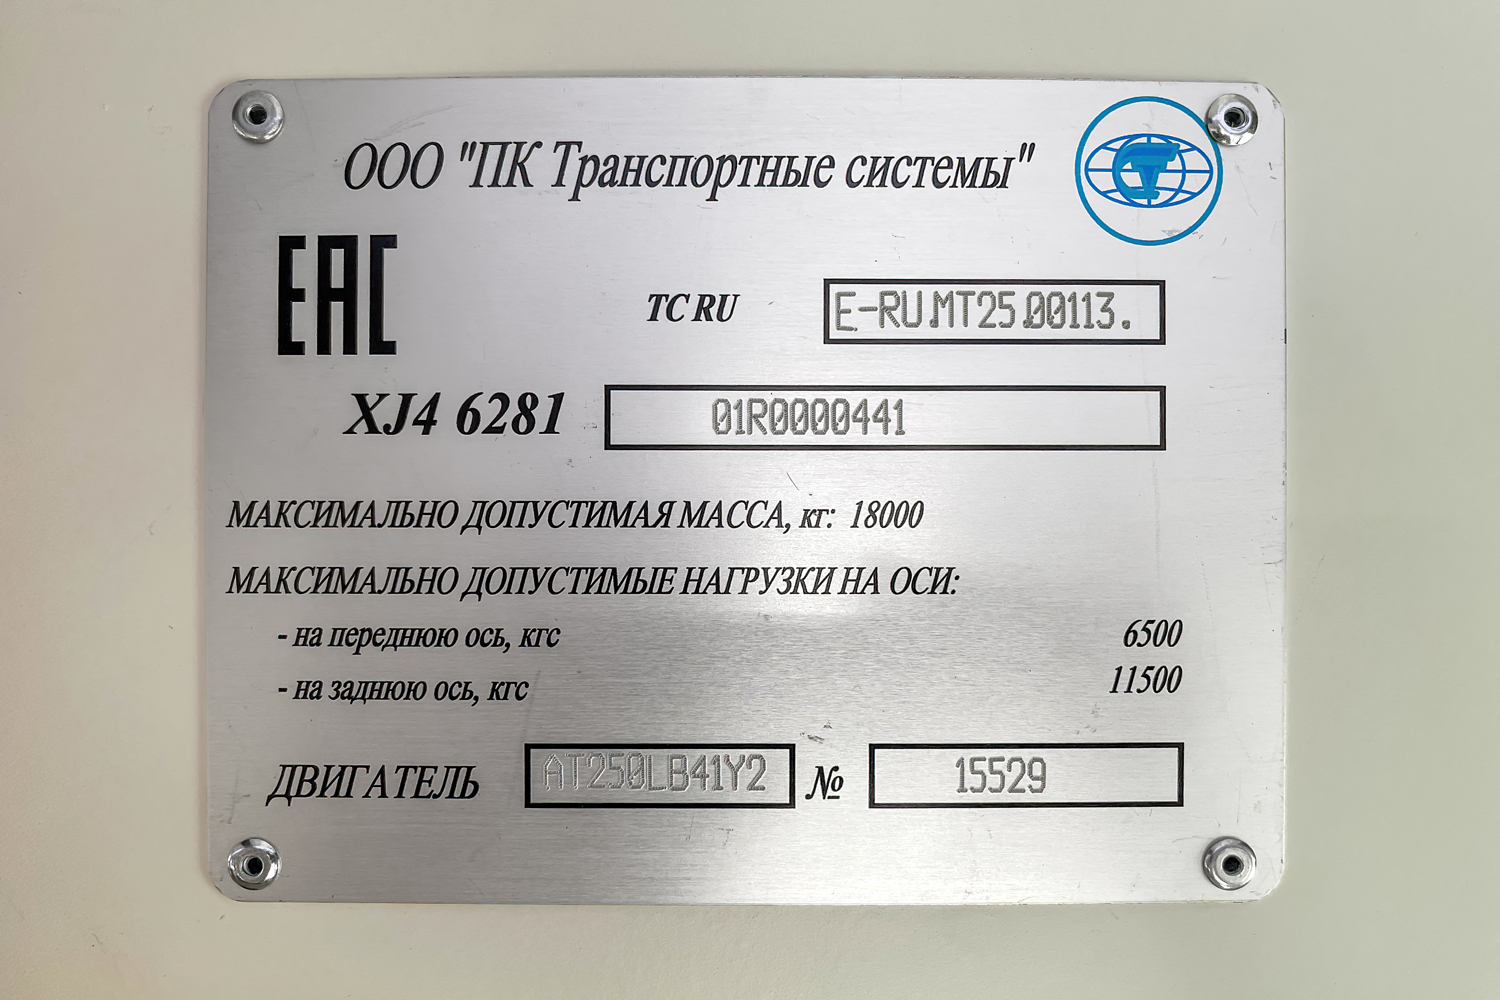 ООО "ПК Транспортные системы"
ЕАС
ТС RU E-RU.MT25.00113.
XJ4 6281 01R0000441
МАКСИМАЛЬНО ДОПУСТИМАЯ МАССА, кг: 18000
МАКСИМАЛЬНО ДОПУСТИМЫЕ НАГРУЗКИ НА ОСИ:
- на переднюю ось, кгс 6500
- на заднюю ось, кгс 11500
ДВИГАТЕЛЬ AT250LB41Y2 № 15529